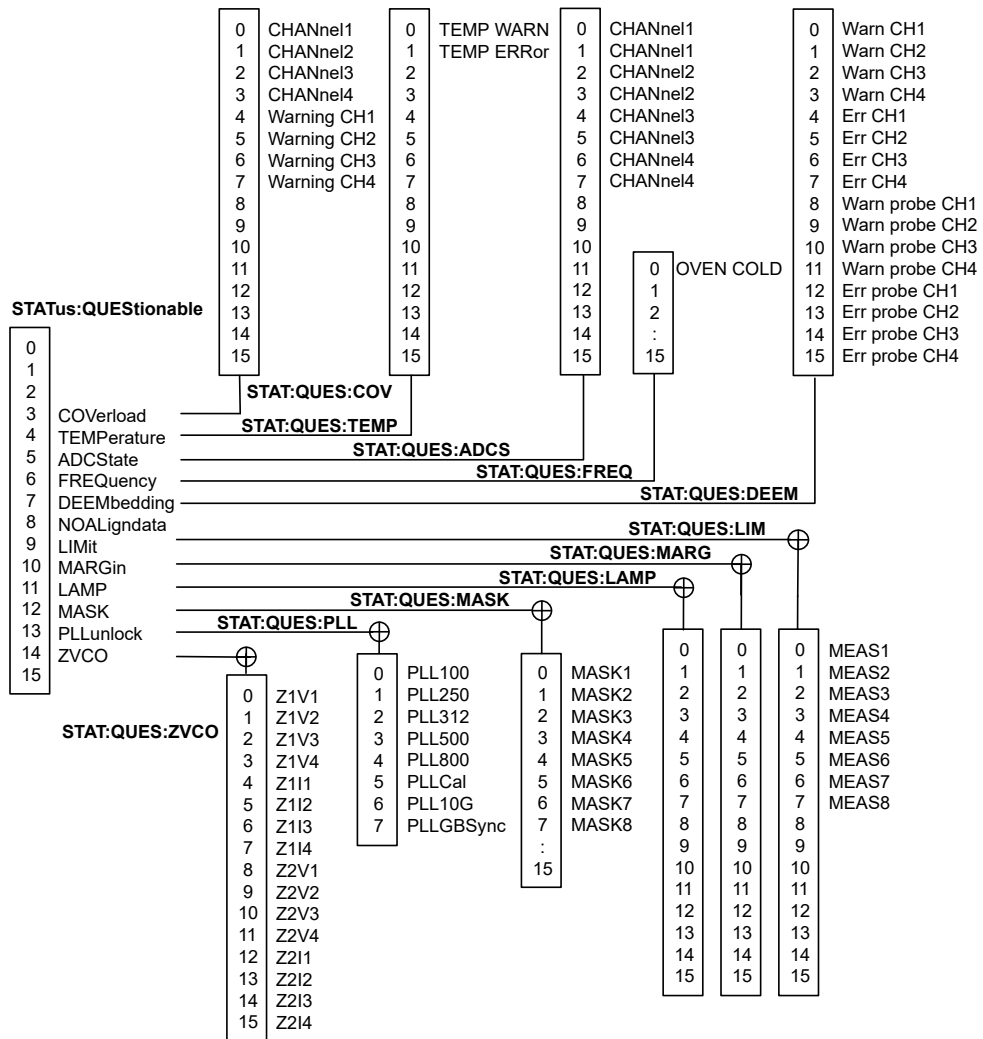 0 CHANnel1
1 CHANnel2
2 CHANnel3
3 CHANnel4
4 Warning CH1
5 Warning CH2
6 Warning CH3
7 Warning CH4
8
9
10
11
12
13
14
15
0 TEMP WARN
1 TEMP ERRor
2
3
4
5
6
7
8
9
10
11
12
13
14
15
0 CHANnel1
1 CHANnel1
2 CHANnel2
3 CHANnel2
4 CHANnel3
5 CHANnel3
6 CHANnel4
7 CHANnel4
8
9
10
11
12
13
14
15
0 OVEN COLD
1
2
:
15
0 Warn CH1
1 Warn CH2
2 Warn CH3
3 Warn CH4
4 Err CH1
5 Err CH2
6 Err CH3
7 Err CH4
8 Warn probe CH1
9 Warn probe CH2
10 Warn probe CH3
11 Warn probe CH4
12 Err probe CH1
13 Err probe CH2
14 Err probe CH3
15 Err probe CH4
STATus:QUEStionable
0
1
2
3 COVerload
4 TEMPerature
5 ADCState
6 FREQuency
7 DEEMbedding
8 NOALigndata
9 LIMit
10 MARGin
11 LAMP
12 MASK
13 PLLunlock
14 ZVCO
15
STAT:QUES:COV
STAT:QUES:TEMP
STAT:QUES:ADCS
STAT:QUES:FREQ
STAT:QUES:DEEM
STAT:QUES:LIM
STAT:QUES:MARG
STAT:QUES:LAMP
STAT:QUES:MASK
STAT:QUES:PLL
STAT:QUES:ZVCO
0 Z1V1
1 Z1V2
2 Z1V3
3 Z1V4
4 Z1I1
5 Z1I2
6 Z1I3
7 Z1I4
8 Z2V1
9 Z2V2
10 Z2V3
11 Z2V4
12 Z2I1
13 Z2I2
14 Z2I3
15 Z2I4
0 PLL100
1 PLL250
2 PLL312
3 PLL500
4 PLL800
5 PLLCal
6 PLL10G
7 PLLGBSync
0 MASK1
1 MASK2
2 MASK3
3 MASK4
4 MASK5
5 MASK6
6 MASK7
7 MASK8
:
15
0
1
2
3
4
5
6
7
8
9
10
11
12
13
14
15
0
1
2
3
4
5
6
7
8
9
10
11
12
13
14
15
0 MEAS1
1 MEAS2
2 MEAS3
3 MEAS4
4 MEAS5
5 MEAS6
6 MEAS7
7 MEAS8
8
9
10
11
12
13
14
15